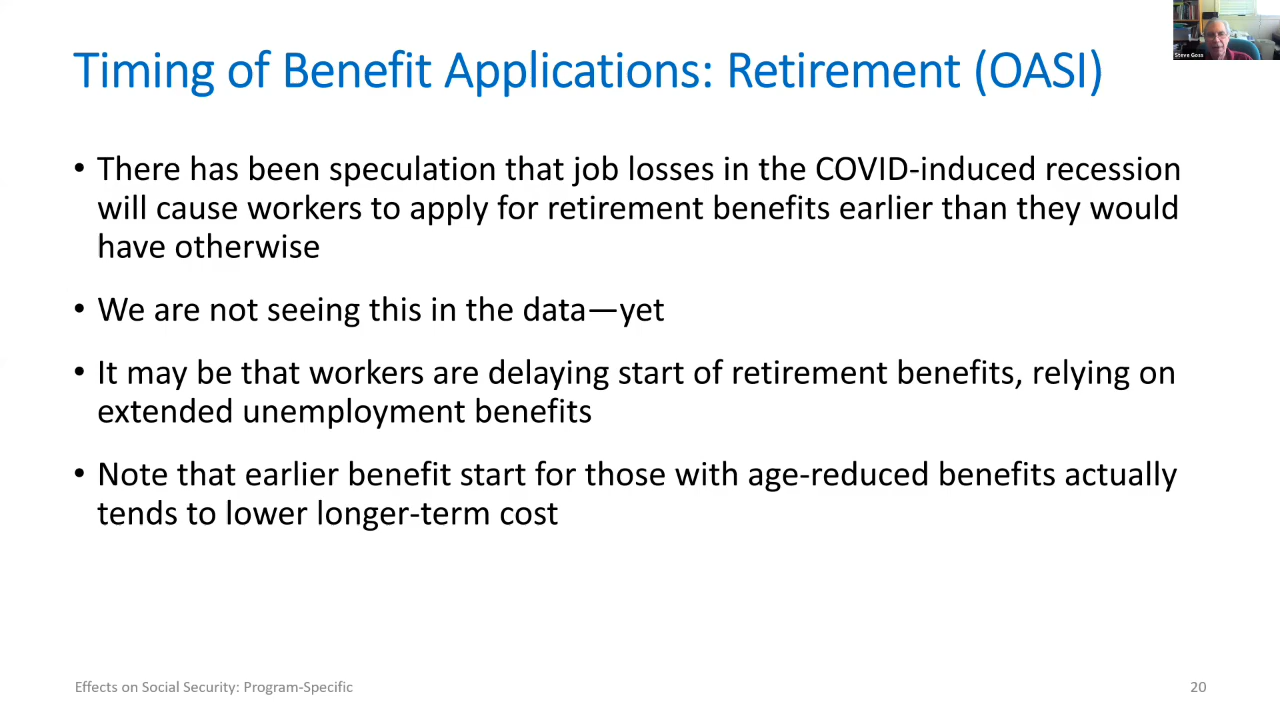 Steve Goss
Timing of Benefit Applications: Retirement (OASI)
• There has been speculation that job losses in the COVID-induced recession
will cause workers to apply for retirement benefits earlier than they would
have otherwise
• We are not seeing this in the data—yet
• It may be that workers are delaying start of retirement benefits, relying on
extended unemployment benefits
• Note that earlier benefit start for those with age-reduced benefits actually
tends to lower longer-term cost
Effects on Social Security: Program-Specific
20